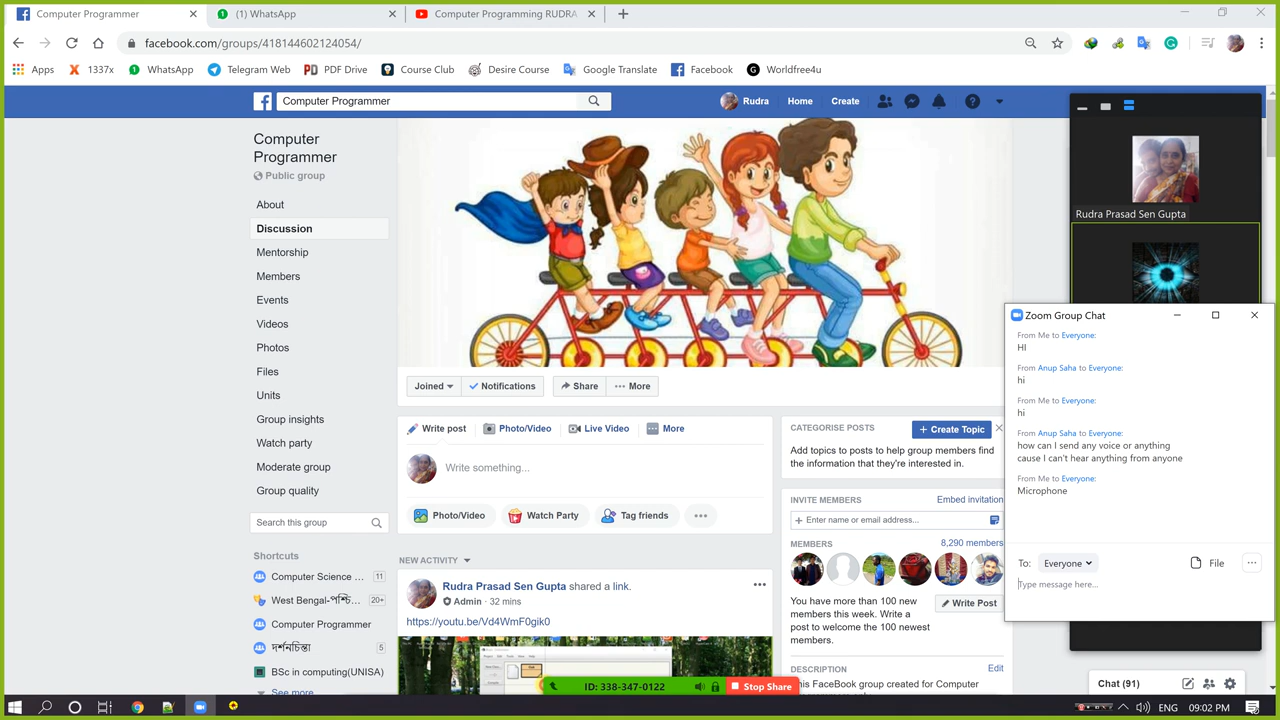 Computer Programmer
(1) WhatsApp
Computer Programming RUDRA
facebook.com/groups/418144602124054/
Apps
1337x
WhatsApp
Telegram Web
PDF Drive
Course Club
Desire Course
Google Translate
Facebook
Worldfree4u
Computer Programmer
Rudra
Home
Create
Computer
Programmer
Public group
About
Discussion
Mentorship
Members
Events
Videos
Photos
Files
Units
Group insights
Watch party
Moderate group
Group quality
Search this group
Shortcuts
Computer Science ...
11
West Bengal-পশ্চি...
20+
Computer Programmer
দর্শনচিন্তা
5
BSc in computing(UNISA)
See more
Joined
Notifications
Share
More
Write post
Photo/Video
Live Video
More
Write something...
Photo/Video
Watch Party
Tag friends
NEW ACTIVITY
Rudra Prasad Sen Gupta shared a link.
Admin · 32 mins
https://youtu.be/Vd4WmF0gik0
CATEGORISE POSTS
+ Create Topic
Add topics to posts to help group members find
the information that they're interested in.
INVITE MEMBERS
Embed invitation
+ Enter name or email address...
MEMBERS
8,290 members
You have more than 100 new
members this week. Write a
post to welcome the 100 newest
members.
Write Post
DESCRIPTION
Edit
This FaceBook group created for Computer
Rudra Prasad Sen Gupta
Zoom Group Chat
From Me to Everyone:
HI
From Anup Saha to Everyone:
hi
From Me to Everyone:
hi
From Anup Saha to Everyone:
how can I send any voice or anything
cause I can't hear anything from anyone
From Me to Everyone:
Microphone
To: Everyone
File
Type message here...
Chat (91)
ID: 338-347-0122
Stop Share
ENG
09:02 PM